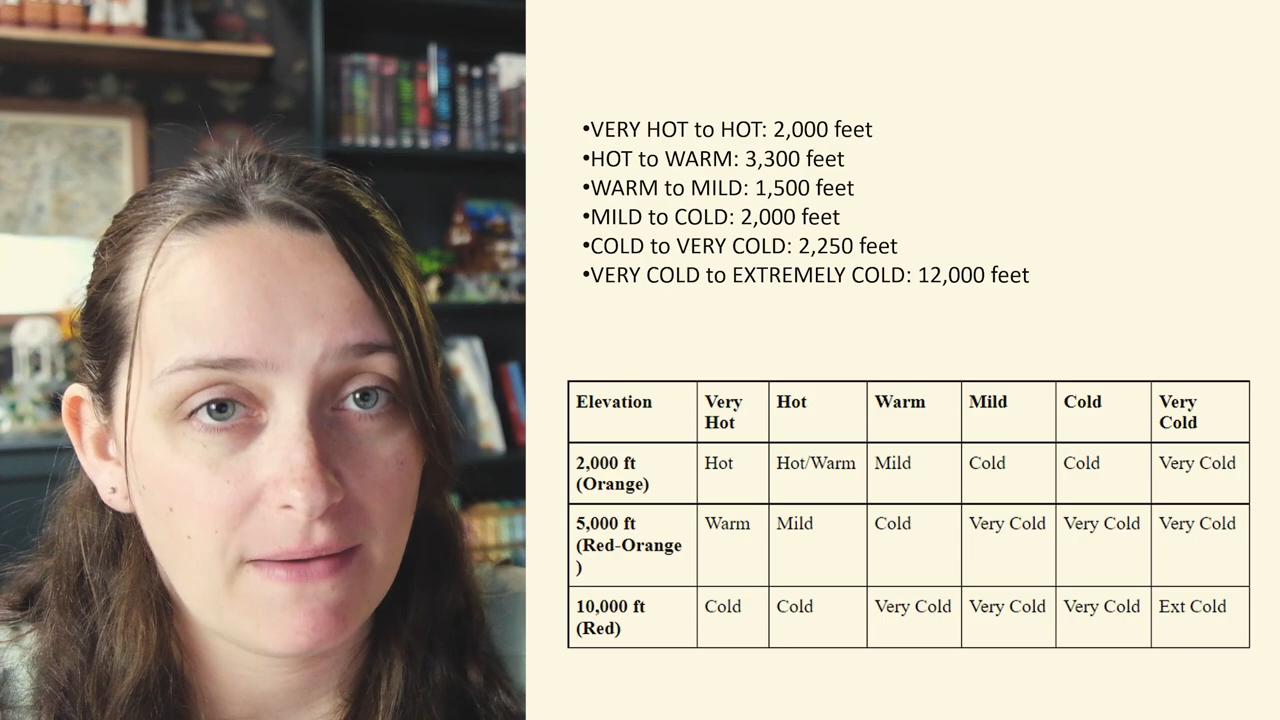 •VERY HOT to HOT: 2,000 feet
•HOT to WARM: 3,300 feet
•WARM to MILD: 1,500 feet
•MILD to COLD: 2,000 feet
•COLD to VERY COLD: 2,250 feet
•VERY COLD to EXTREMELY COLD: 12,000 feet
Elevation Very Hot Hot Warm Mild Cold Very Cold
2,000 ft (Orange) Hot Hot/Warm Mild Cold Cold Very Cold
5,000 ft (Red-Orange) Warm Mild Cold Very Cold Very Cold Very Cold
10,000 ft (Red) Cold Cold Very Cold Very Cold Very Cold Ext Cold